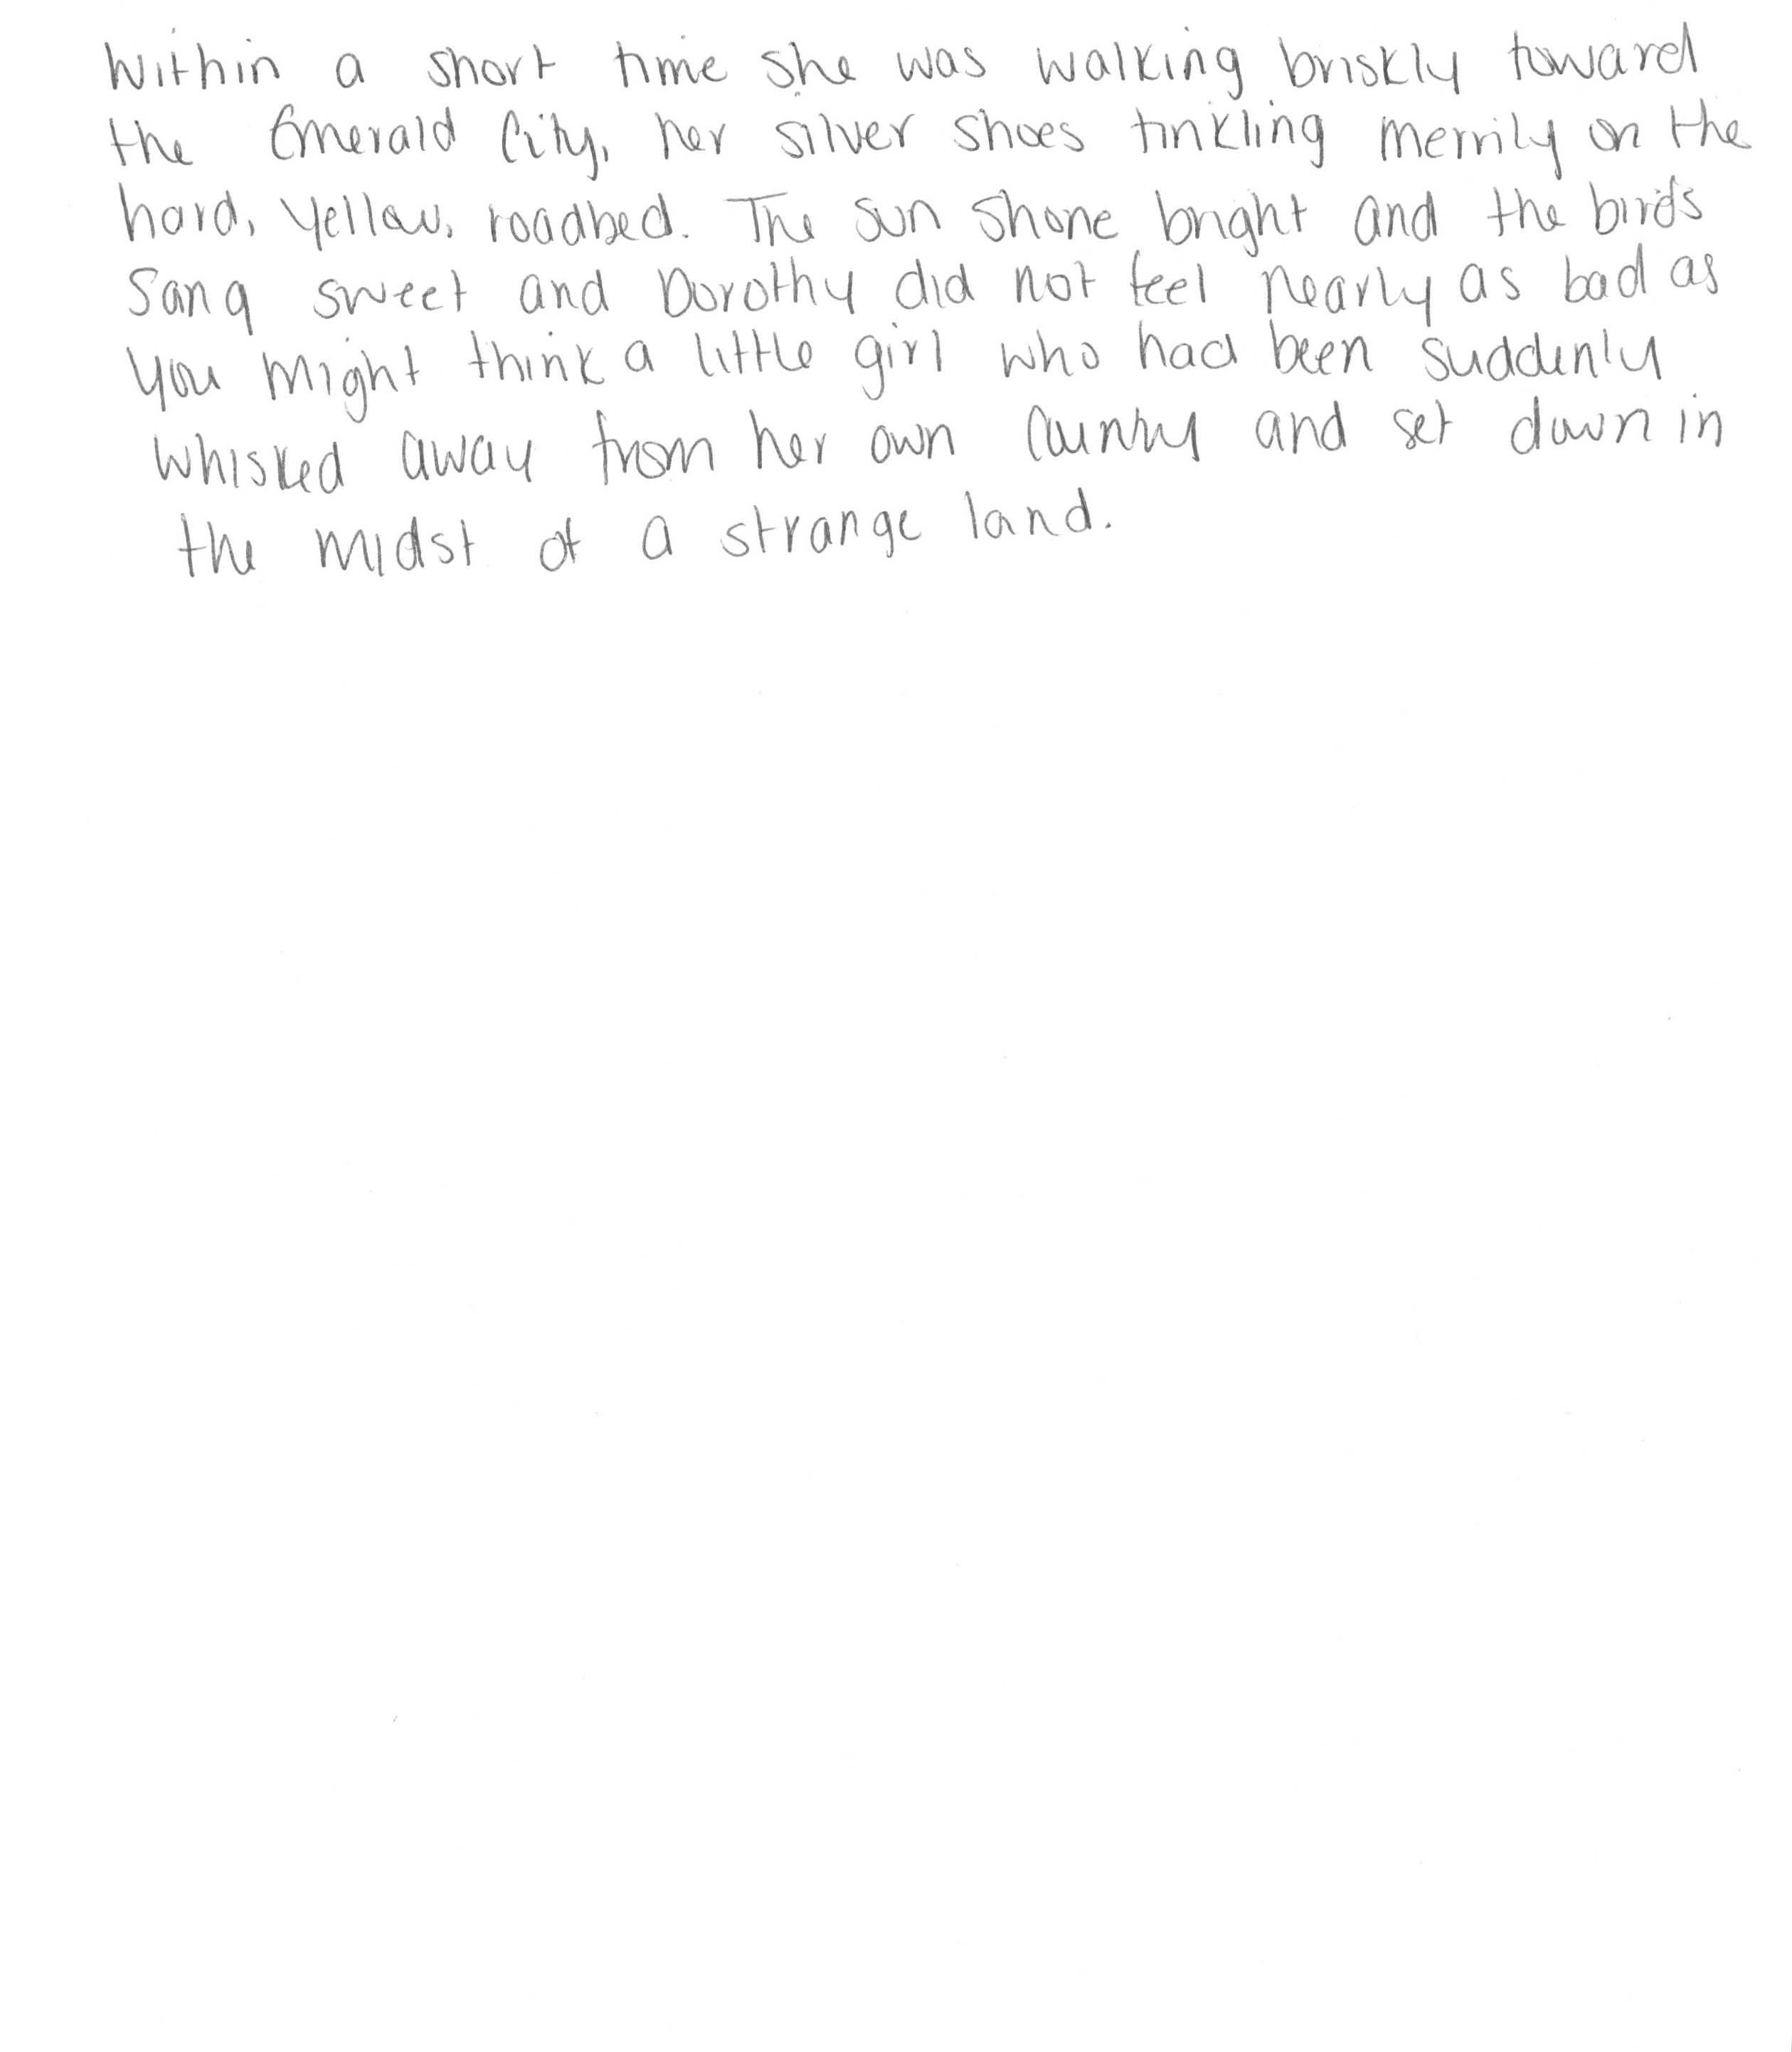 Within a short time she was walking briskly toward
the Emerald City, her silver shoes tinkling merrily on the
hard, yellow, roadbed. The sun shone bright and the birds
sang sweet and Dorothy did not feel nearly as bad as
you might think a little girl who had been suddenly
whisked away from her own country and set down in
the midst of a strange land.